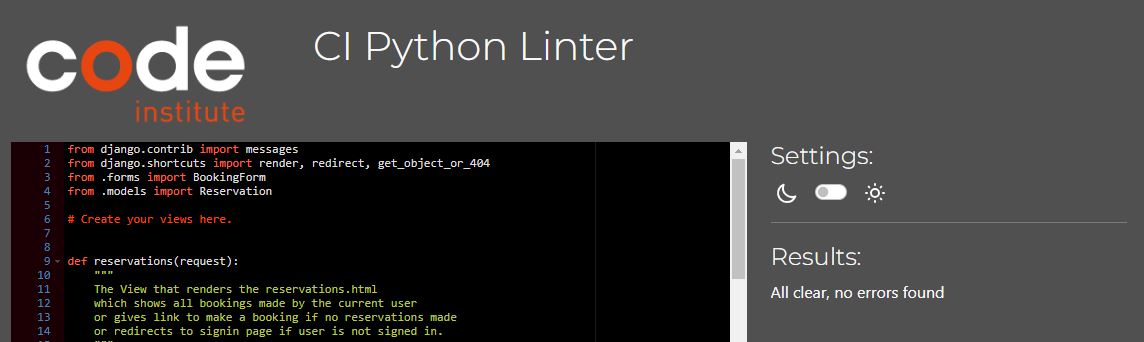 code
institute
CI Python Linter
1 from django.contrib import messages
2 from django.shortcuts import render, redirect, get_object_or_404
3 from .forms import BookingForm
4 from .models import Reservation
5
6 # Create your views here.
7
8
9 def reservations(request):
10 """
11 The View that renders the reservations.html
12 which shows all bookings made by the current user
13 or gives link to make a booking if no reservations made
14 or redirects to signin page if user is not signed in.
Settings:
Results:
All clear, no errors found